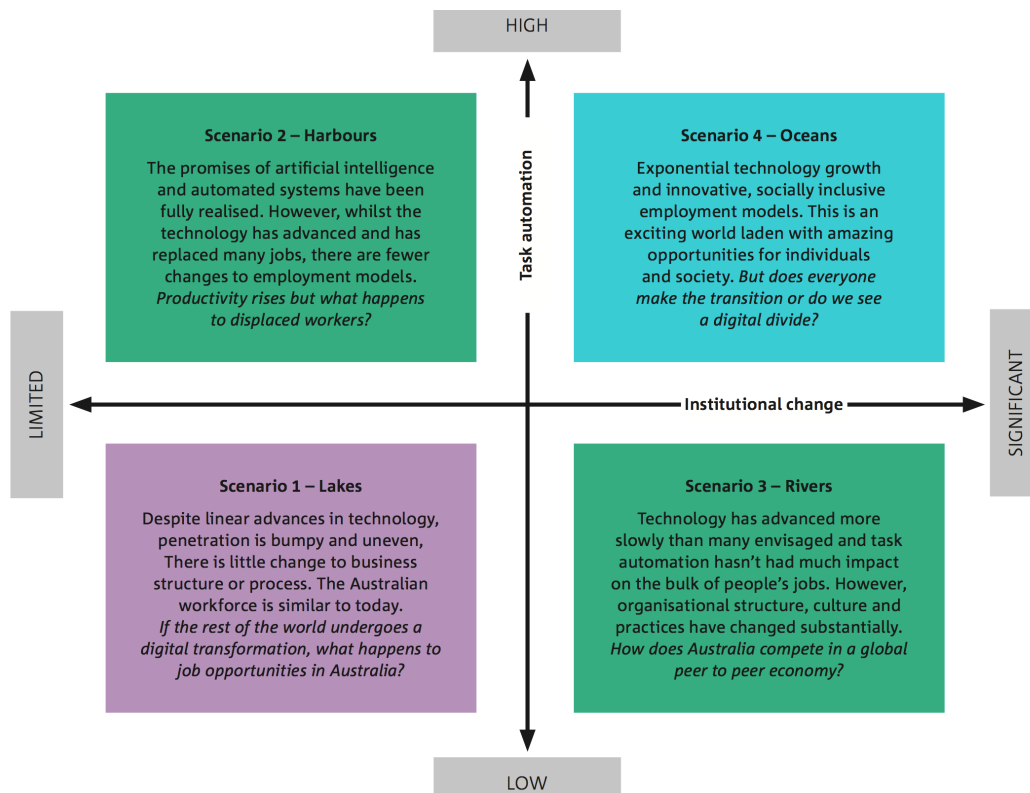 HIGH
Scenario 2 – Harbours
The promises of artificial intelligence
and automated systems have been
fully realised. However, whilst the
technology has advanced and has
replaced many jobs, there are fewer
changes to employment models.
Productivity rises but what happens
to displaced workers?
Task automation
Scenario 4 – Oceans
Exponential technology growth
and innovative, socially inclusive
employment models. This is an
exciting world laden with amazing
opportunities for individuals
and society. But does everyone
make the transition or do we see
a digital divide?
LIMITED
Institutional change
SIGNIFICANT
Scenario 1 – Lakes
Despite linear advances in technology,
penetration is bumpy and uneven,
There is little change to business
structure or process. The Australian
workforce is similar to today.
If the rest of the world undergoes a
digital transformation, what happens to
job opportunities in Australia?
Scenario 3 – Rivers
Technology has advanced more
slowly than many envisaged and task
automation hasn't had much impact
on the bulk of people's jobs. However,
organisational structure, culture and
practices have changed substantially.
How does Australia compete in a global
peer to peer economy?
LOW